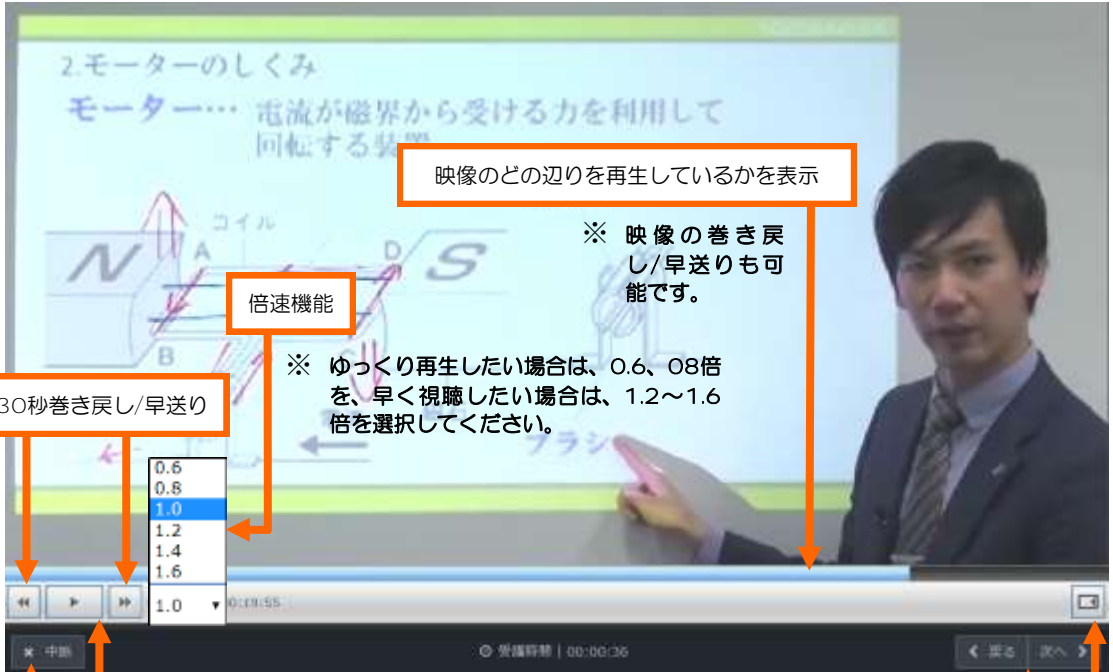 2.モーターのしくみ
モーター… 電流が磁界から受ける力を利用して
回転する装置
映像のどの辺りを再生しているかを表示
※ 映像の巻き戻
し/早送りも可
能です。
コイル
N
A
D
S
倍速機能
B
※ ゆっくり再生したい場合は、0.6、08倍
を、早く視聴したい場合は、1.2～1.6
倍を選択してください。
30秒巻き戻し/早送り
ブラシ
0.6
0.8
1.0
1.2
1.4
1.6
1.0
中断
受講時間 | 00:00:36
戻る
次へ